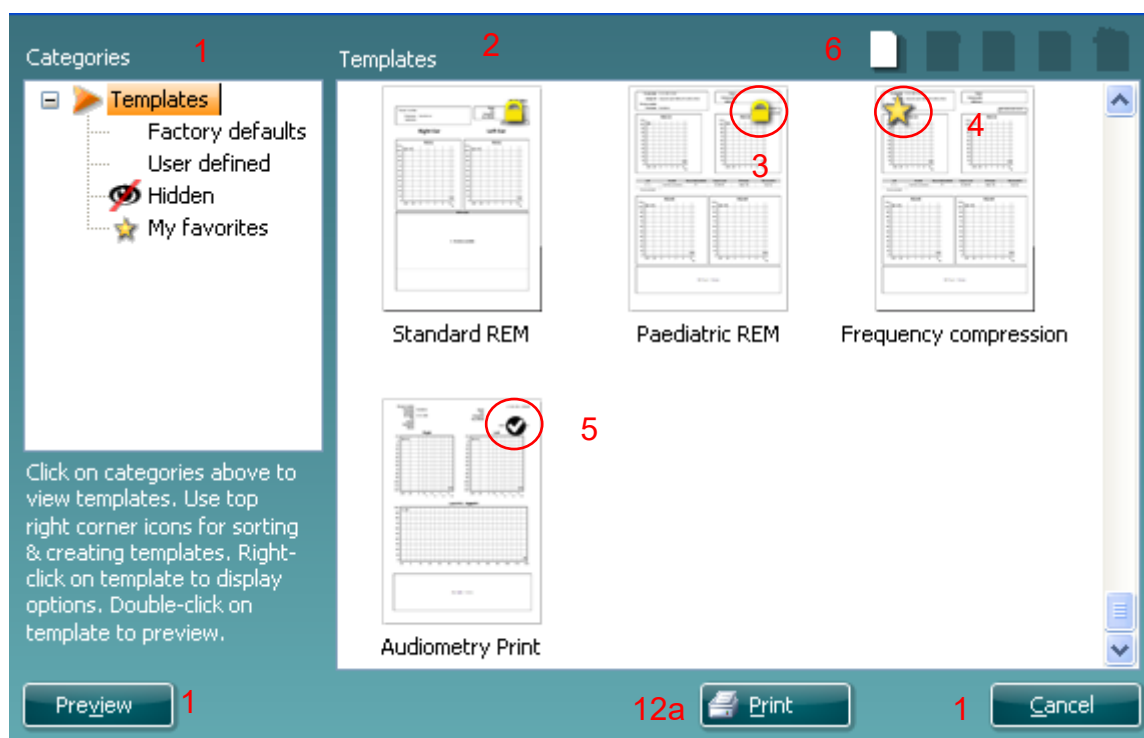 Categories 1
Templates 2
6
Templates
Factory defaults
User defined
Hidden
My favorites
3
4
Standard REM
Paediatric REM
Frequency compression
5
Audiometry Print
Click on categories above to
view templates. Use top
right corner icons for sorting
& creating templates. Right-
click on template to display
options. Double-click on
template to preview.
Preview 1
12a Print
1 Cancel